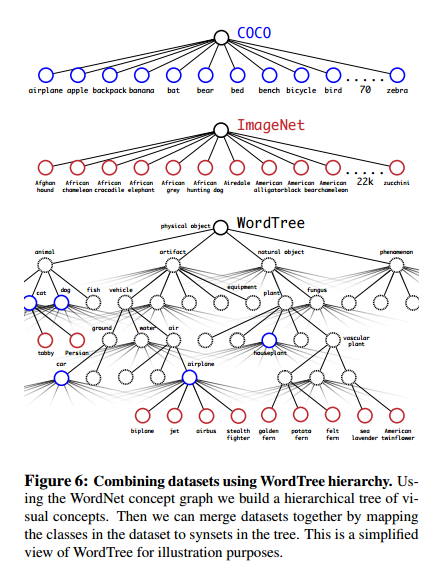 COCO
airplane apple backpack banana bat bear bed bench bicycle bird ..... 70 zebra
ImageNet
Afghan hound
African chameleon
African crocodile
African elephant
African grey
African hunting dog
Airedale
American alligator
American black bear
American chameleon
..... 22k
zucchini
WordTree
physical object
animal artifact natural object phenomenon
cat dog fish vehicle equipment plant fungus
ground water air houseplant vascular plant
tabby Persian
car airplane
biplane jet airbus stealth fighter golden fern potato fern felt fern sea lavender American twinflower
Figure 6: Combining datasets using WordTree hierarchy. Us-
ing the WordNet concept graph we build a hierarchical tree of vi-
sual concepts. Then we can merge datasets together by mapping
the classes in the dataset to synsets in the tree. This is a simplified
view of WordTree for illustration purposes.